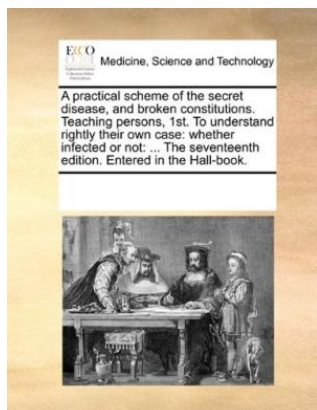 ECCO
Medicine, Science and Technology
A practical scheme of the secret
disease, and broken constitutions.
Teaching persons, 1st. To understand
rightly their own case: whether
infected or not: ... The seventeenth
edition. Entered in the Hall-book.